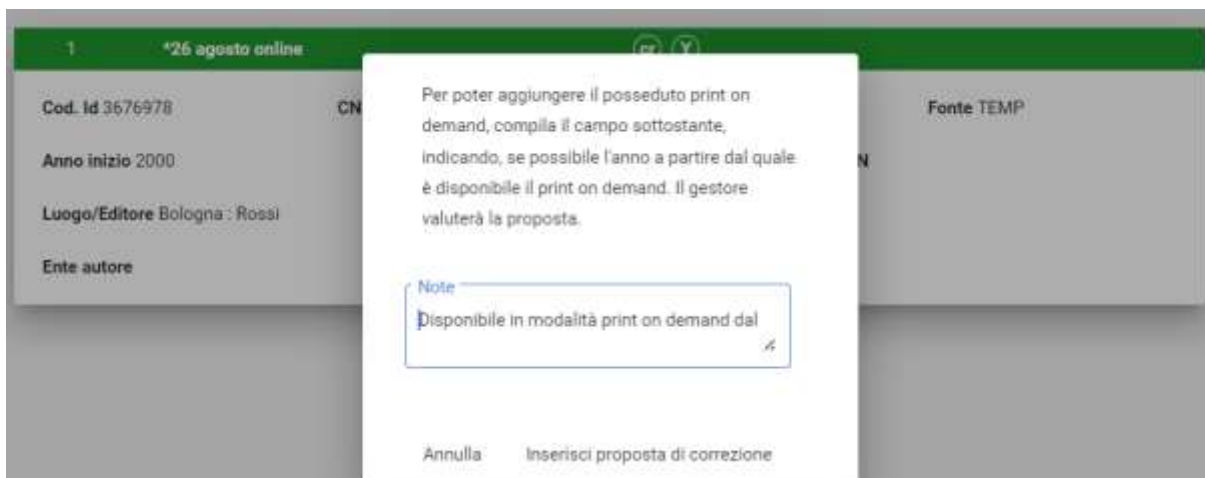 1 *26 agosto online cr Y
Cod. Id 3676978 CN Fonte TEMP
Anno inizio 2000 N
Luogo/Editore Bologna : Rossi
Ente autore
Per poter aggiungere il posseduto print on
demand, compila il campo sottostante,
indicando, se possibile l'anno a partire dal quale
è disponibile il print on demand. Il gestore
valuterà la proposta.
Note
Disponibile in modalità print on demand dal
Annulla Inserisci proposta di correzione